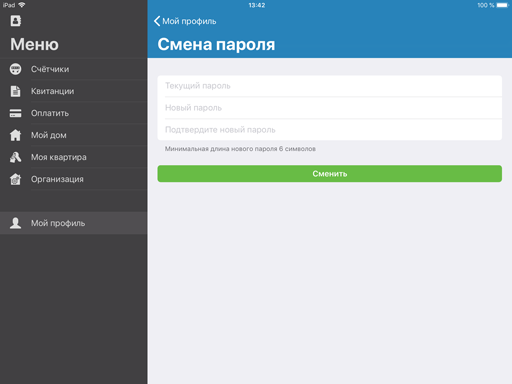 iPad
13:42
100 %
Меню
Счётчики
Квитанции
Оплатить
Мой дом
Моя квартира
Организация
Мой профиль
Мой профиль
Смена пароля
Текущий пароль
Новый пароль
Подтвердите новый пароль
Минимальная длина нового пароля 6 символов
Сменить